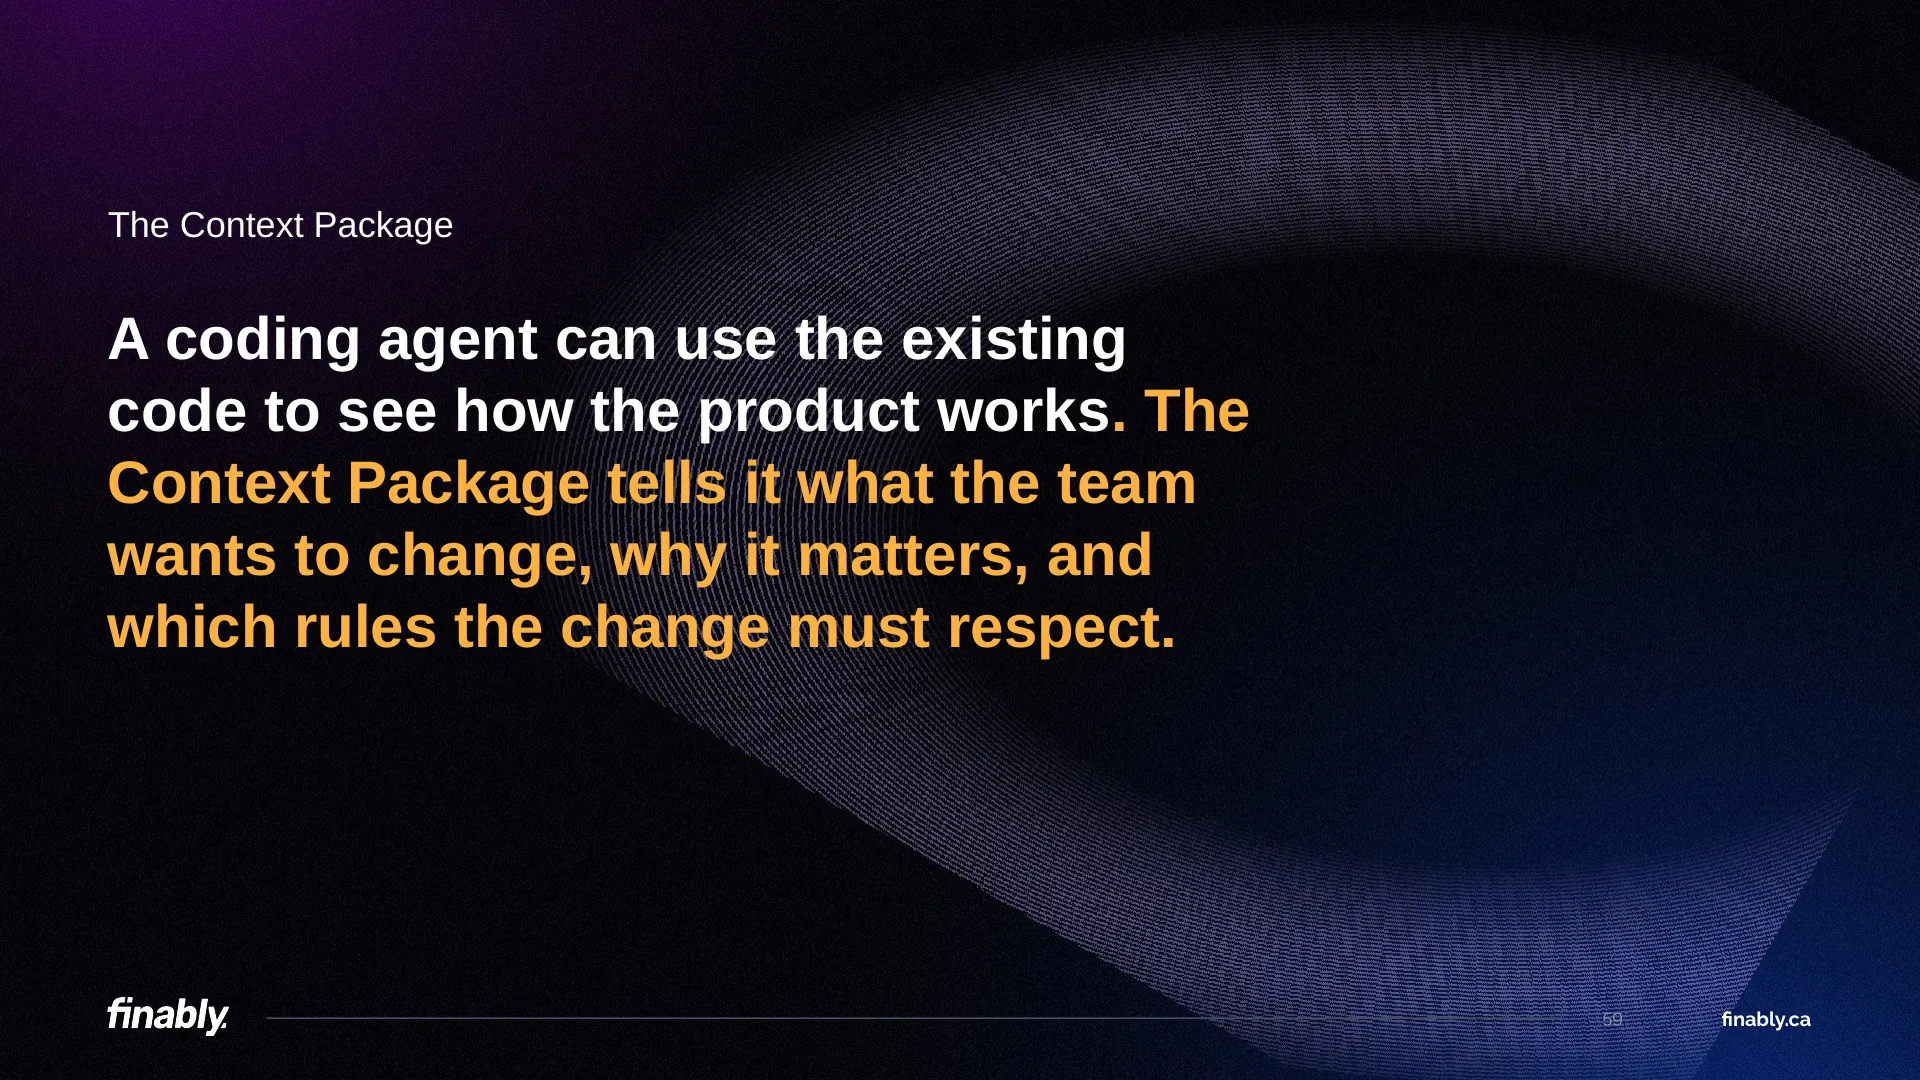 The Context Package
A coding agent can use the existing
code to see how the product works. The
Context Package tells it what the team
wants to change, why it matters, and
which rules the change must respect.
finably.
59
finably.ca